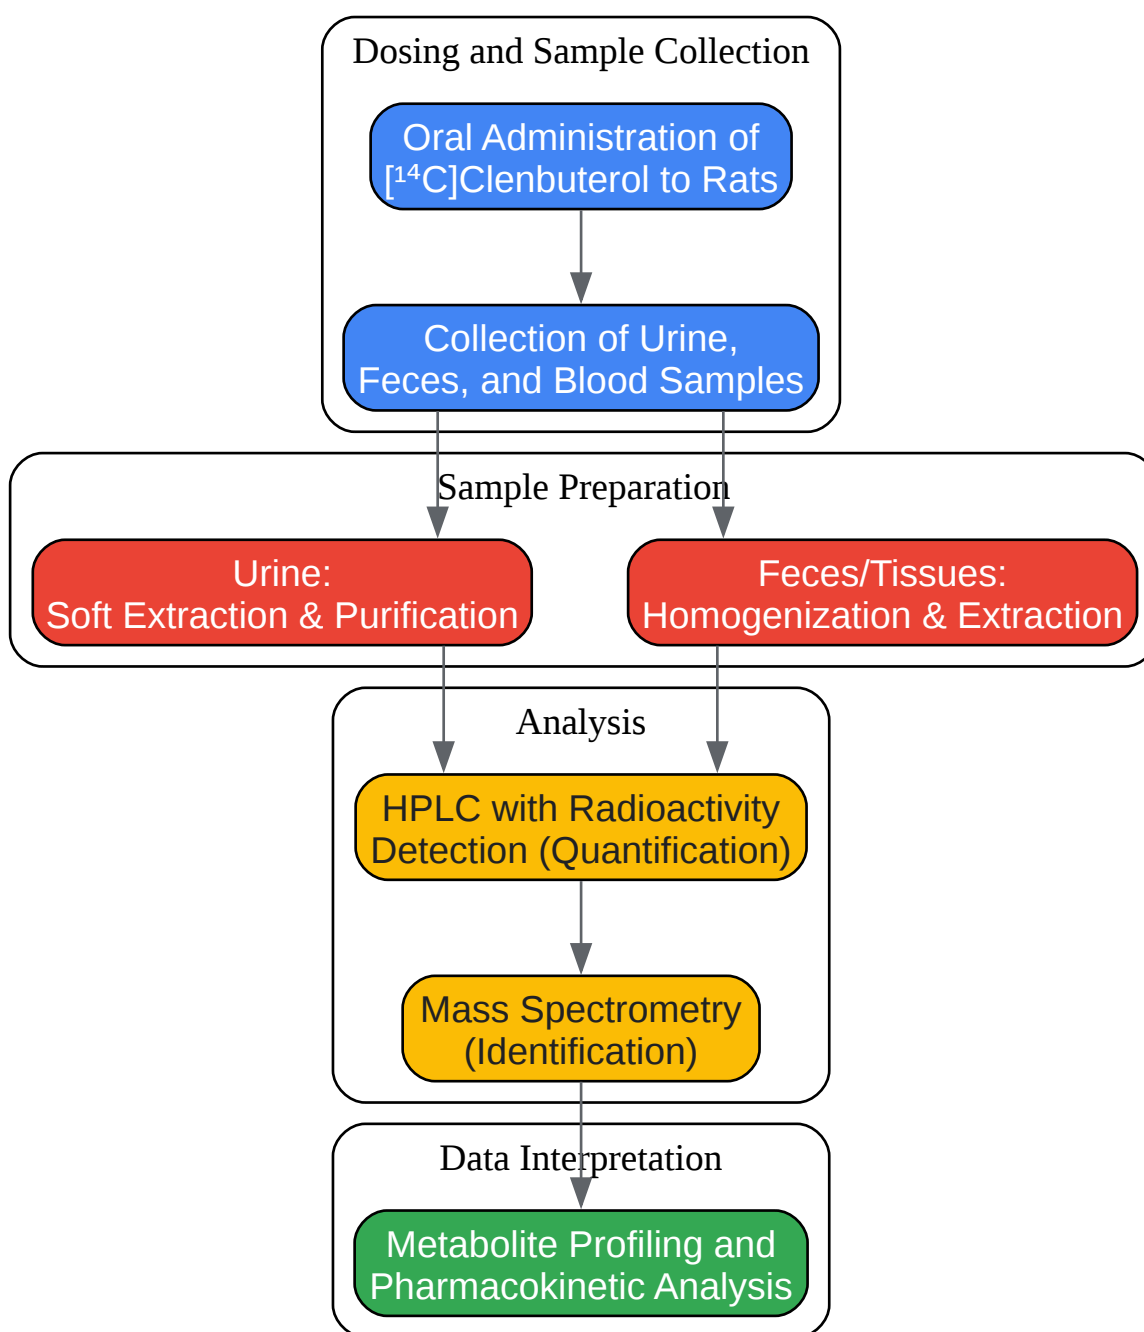 Dosing and Sample Collection
Oral Administration of
[¹⁴C]Clenbuterol to Rats
Collection of Urine,
Feces, and Blood Samples
Sample Preparation
Urine:
Soft Extraction & Purification
Feces/Tissues:
Homogenization & Extraction
Analysis
HPLC with Radioactivity
Detection (Quantification)
Mass Spectrometry
(Identification)
Data Interpretation
Metabolite Profiling and
Pharmacokinetic Analysis